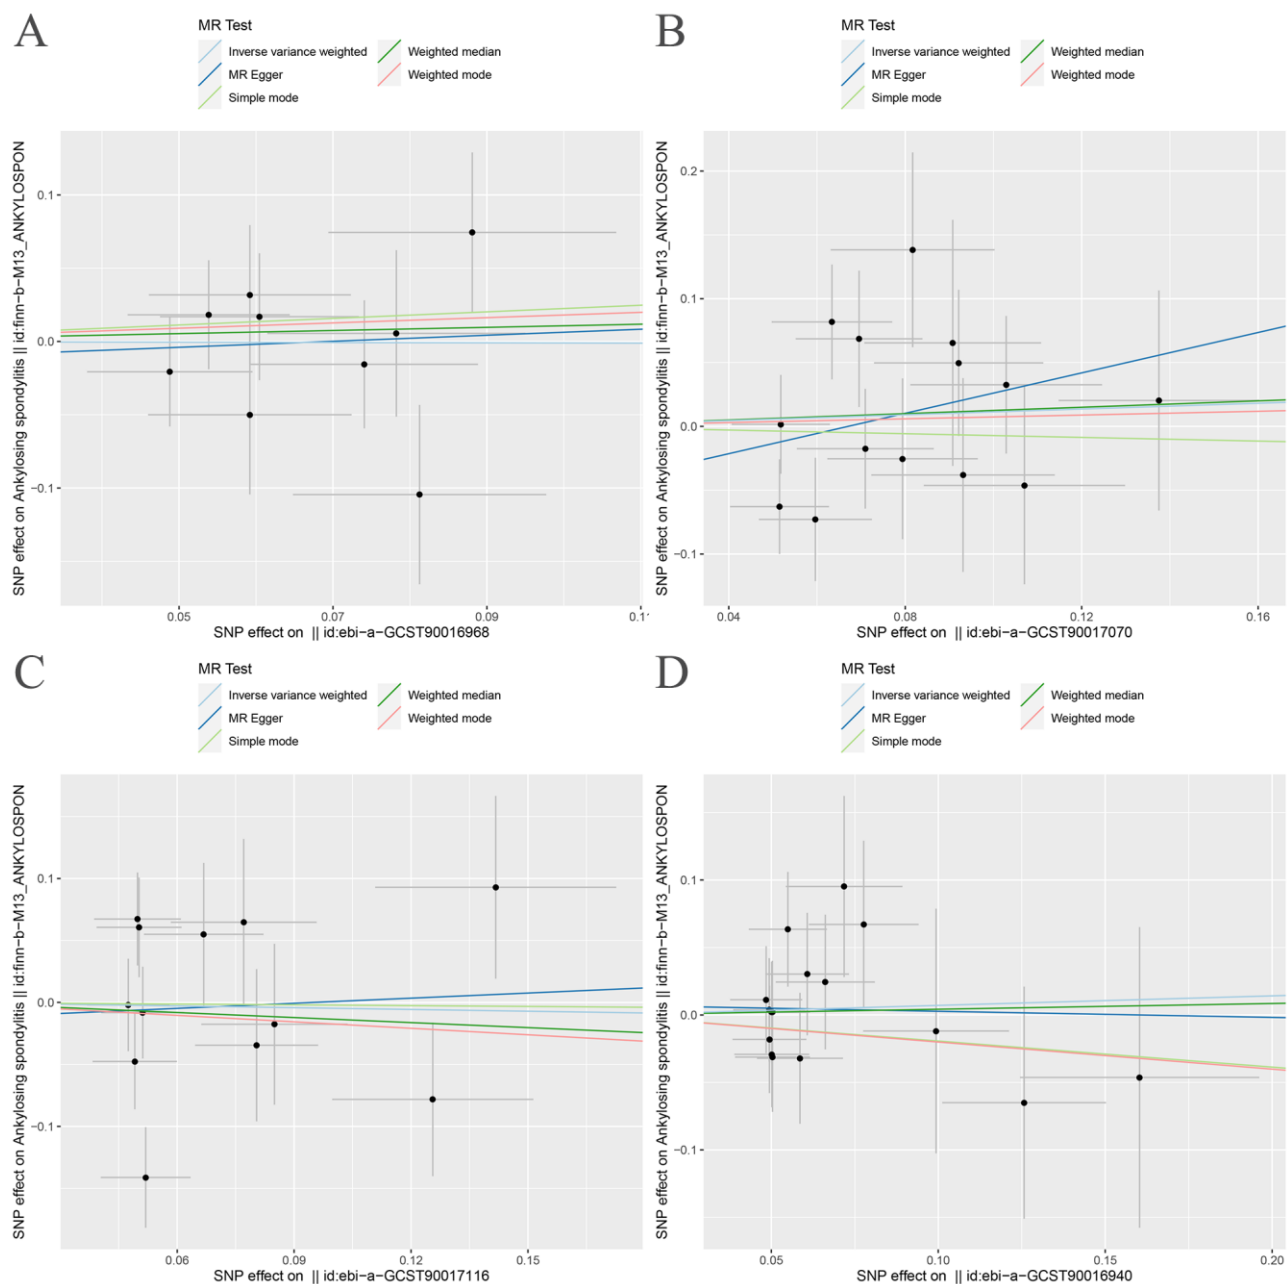 A
MR Test
Inverse variance weighted
Weighted median
MR Egger
Weighted mode
Simple mode
SNP effect on Ankylosing spondylitis || id:finn-b-M13_ANKYLOSPON
0.1
0.0
−0.1
0.05
0.07
0.09
SNP effect on || id:ebi-a-GCST90016968
B
MR Test
Inverse variance weighted
Weighted median
MR Egger
Weighted mode
Simple mode
SNP effect on Ankylosing spondylitis || id:finn-b-M13_ANKYLOSPON
0.2
0.1
0.0
−0.1
0.04
0.08
0.12
0.16
SNP effect on || id:ebi-a-GCST90017070
C
MR Test
Inverse variance weighted
Weighted median
MR Egger
Weighted mode
Simple mode
SNP effect on Ankylosing spondylitis || id:finn-b-M13_ANKYLOSPON
0.1
0.0
−0.1
0.06
0.09
0.12
0.15
SNP effect on || id:ebi-a-GCST90017116
D
MR Test
Inverse variance weighted
Weighted median
MR Egger
Weighted mode
Simple mode
SNP effect on Ankylosing spondylitis || id:finn-b-M13_ANKYLOSPON
0.1
0.0
−0.1
0.05
0.10
0.15
0.20
SNP effect on || id:ebi-a-GCST90016940